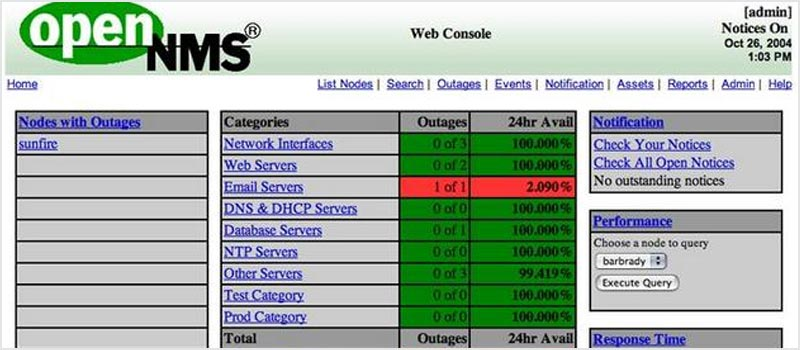 open NMS®
Web Console
[admin]
Notices On
Oct 26, 2004
1:03 PM
Home
List Nodes | Search | Outages | Events | Notification | Assets | Reports | Admin | Help
Nodes with Outages
sunfire
Categories Outages 24hr Avail
Network Interfaces 0 of 3 100.000%
Web Servers 0 of 2 100.000%
Email Servers 1 of 1 2.090%
DNS & DHCP Servers 0 of 0 100.000%
Database Servers 0 of 1 100.000%
NTP Servers 0 of 0 100.000%
Other Servers 0 of 3 99.419%
Test Category 0 of 0 100.000%
Prod Category 0 of 0 100.000%
Total Outages 24hr Avail
Notification
Check Your Notices
Check All Open Notices
No outstanding notices
Performance
Choose a node to query
barbrady
Execute Query
Response Time